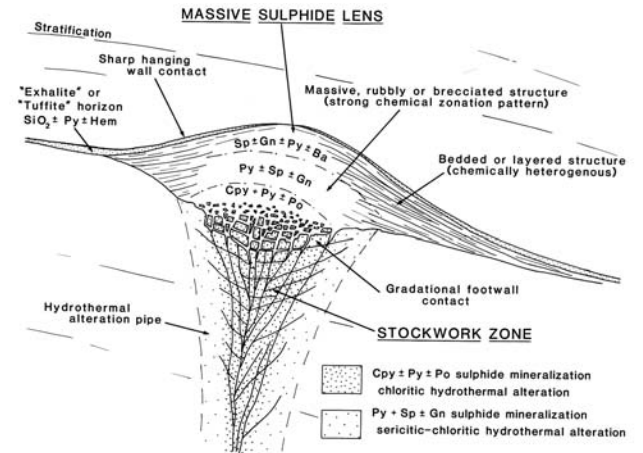 MASSIVE SULPHIDE LENS
Stratification
Sharp hanging
wall contact
"Exhalite" or
"Tuffite" horizon
SiO₂ ± Py ± Hem
Massive, rubbly or brecciated structure
(strong chemical zonation pattern)
Sp ± Gn ± Py ± Ba
Py ± Sp ± Gn
Cpy + Py ± Po
Bedded or layered structure
(chemically heterogenous)
Gradational footwall
contact
Hydrothermal
alteration pipe
STOCKWORK ZONE
Cpy ± Py ± Po sulphide mineralization
chloritic hydrothermal alteration
Py + Sp ± Gn sulphide mineralization
sericitic-chloritic hydrothermal alteration